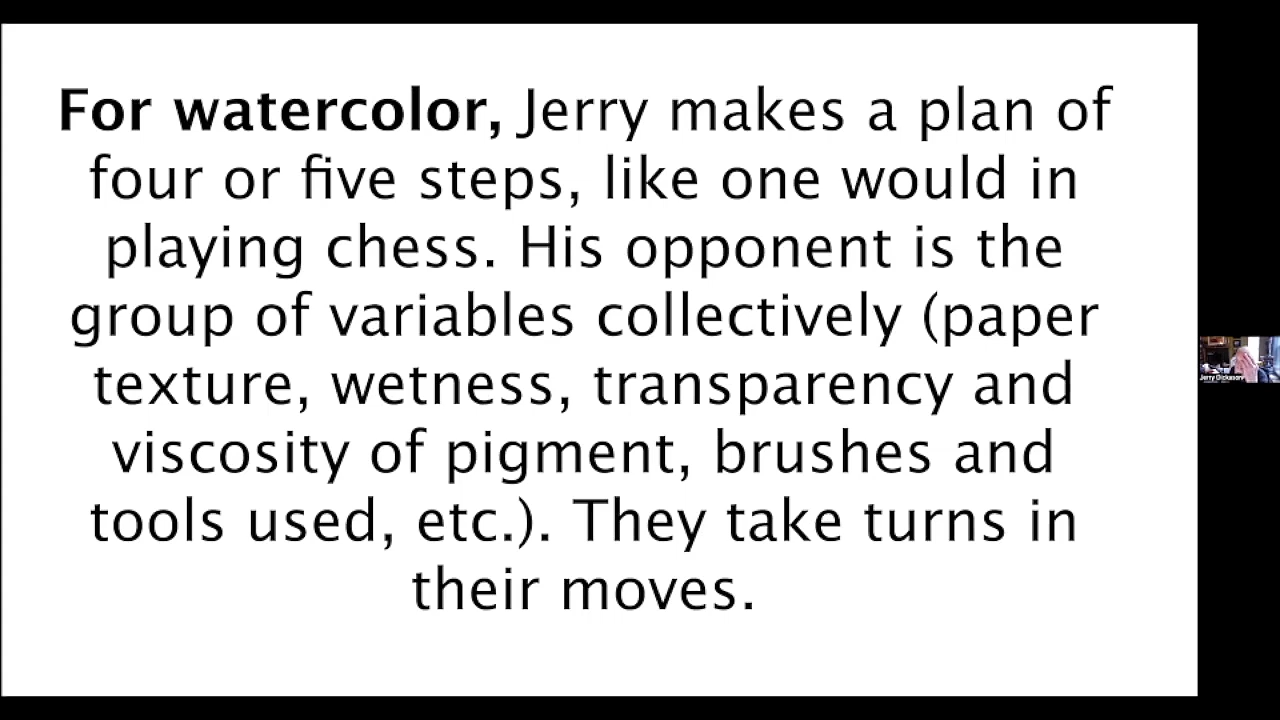 For watercolor, Jerry makes a plan of
four or five steps, like one would in
playing chess. His opponent is the
group of variables collectively (paper
texture, wetness, transparency and
viscosity of pigment, brushes and
tools used, etc.). They take turns in
their moves.
Jerry Dickason